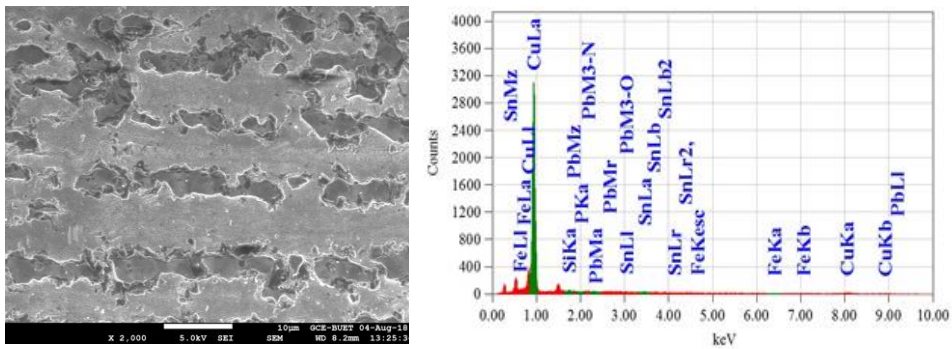 10µm GCE-BUET 04-Aug-18
X 2,000 5.0kV SEI SEM WD 8.2mm 13:25:3
4000
3600
3200
2800
2400
2000
1600
1200
800
400
0
Counts
0.00 1.00 2.00 3.00 4.00 5.00 6.00 7.00 8.00 9.00 10.00
keV
FeLl
SnMz
FeLa
CuLl
CuLa
SiKa
PbMz
PKa
PbM3-N
PbMa
PbMr
SnLl
PbM3-O
SnLa
SnLb
SnLb2
SnLr
SnLr2,
FeKesc
FeKa
FeKb
CuKa
CuKb
PbLl